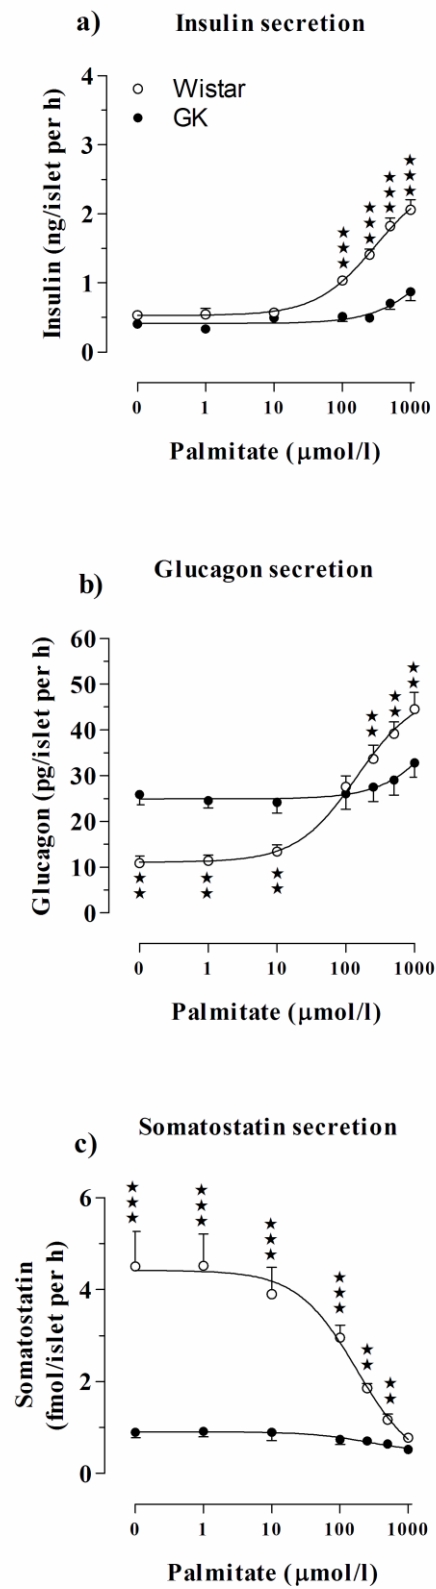 a) Insulin secretion
Insulin (ng/islet per h)
4
3
2
1
0
Wistar
GK
★★★ ★★★ ★★★ ★★★
0 1 10 100 1000
Palmitate (μmol/l)
b) Glucagon secretion
Glucagon (pg/islet per h)
60
50
40
30
20
10
0
★★ ★★ ★★
★★ ★★ ★★
0 1 10 100 1000
Palmitate (μmol/l)
c) Somatostatin secretion
Somatostatin
(fmol/islet per h)
6
4
2
0
★★★ ★★★ ★★★ ★★★ ★★ ★★
0 1 10 100 1000
Palmitate (μmol/l)